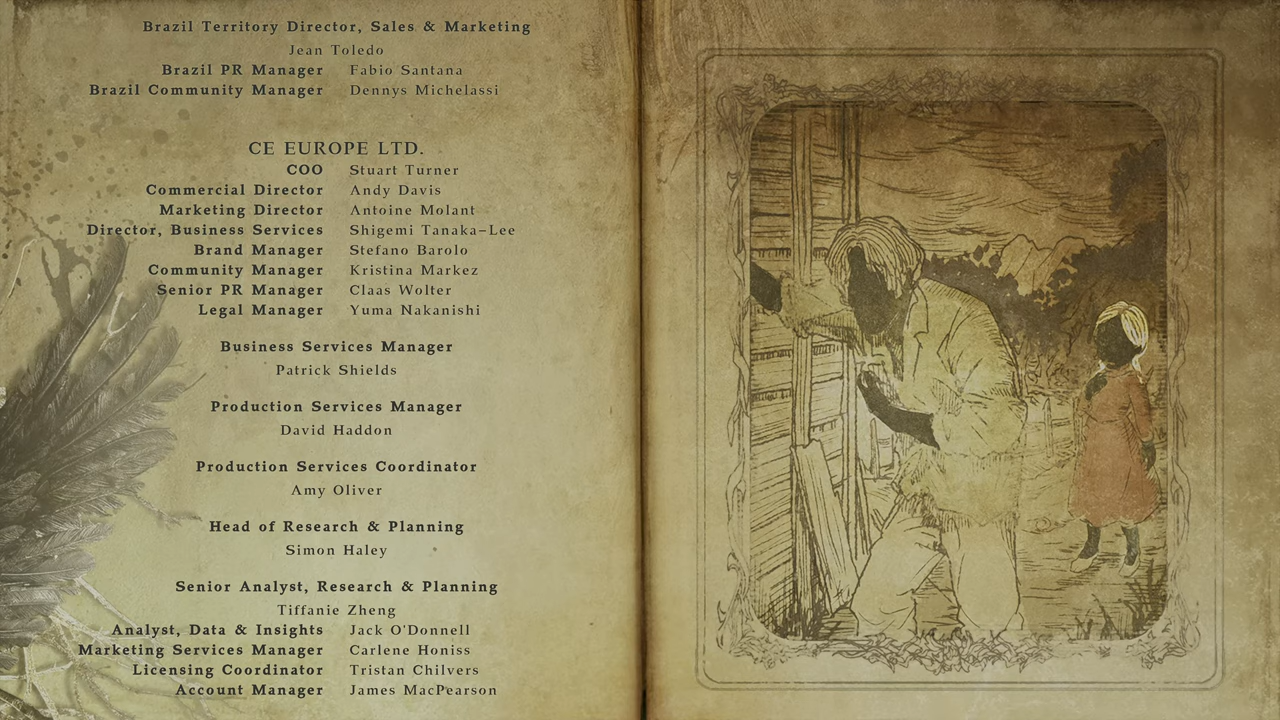 Brazil Territory Director, Sales & Marketing
Jean Toledo
Brazil PR Manager Fabio Santana
Brazil Community Manager Dennys Michelassi
CE EUROPE LTD.
COO Stuart Turner
Commercial Director Andy Davis
Marketing Director Antoine Molant
Director, Business Services Shigemi Tanaka-Lee
Brand Manager Stefano Barolo
Community Manager Kristina Markez
Senior PR Manager Claas Wolter
Legal Manager Yuma Nakanishi
Business Services Manager
Patrick Shields
Production Services Manager
David Haddon
Production Services Coordinator
Amy Oliver
Head of Research & Planning
Simon Haley
Senior Analyst, Research & Planning
Tiffanie Zheng
Analyst, Data & Insights Jack O'Donnell
Marketing Services Manager Carlene Honiss
Licensing Coordinator Tristan Chilvers
Account Manager James MacPearson